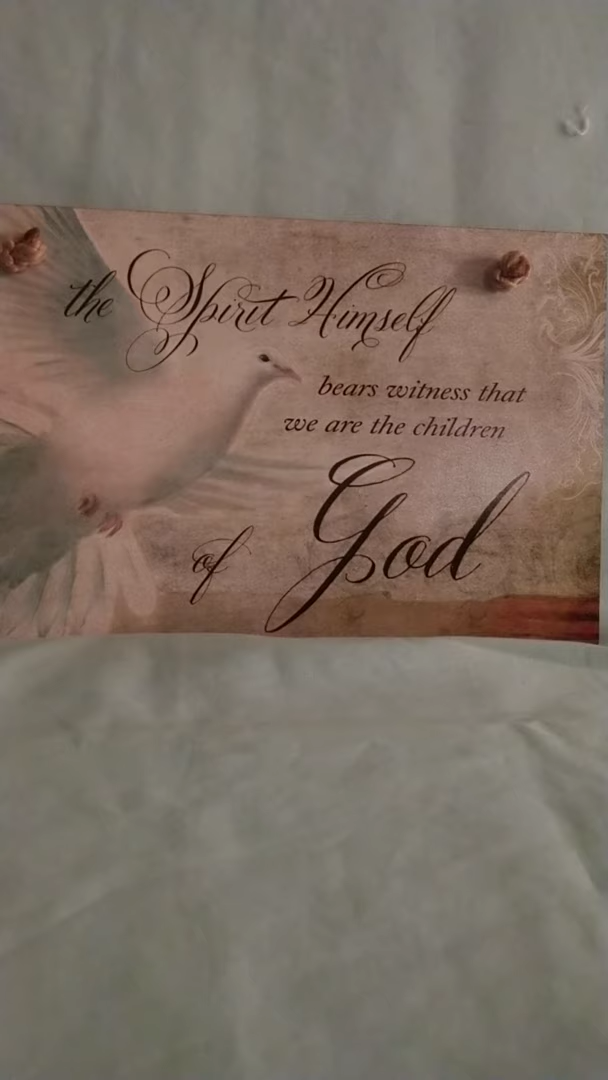 the Spirit Himself
bears witness that
we are the children
of God